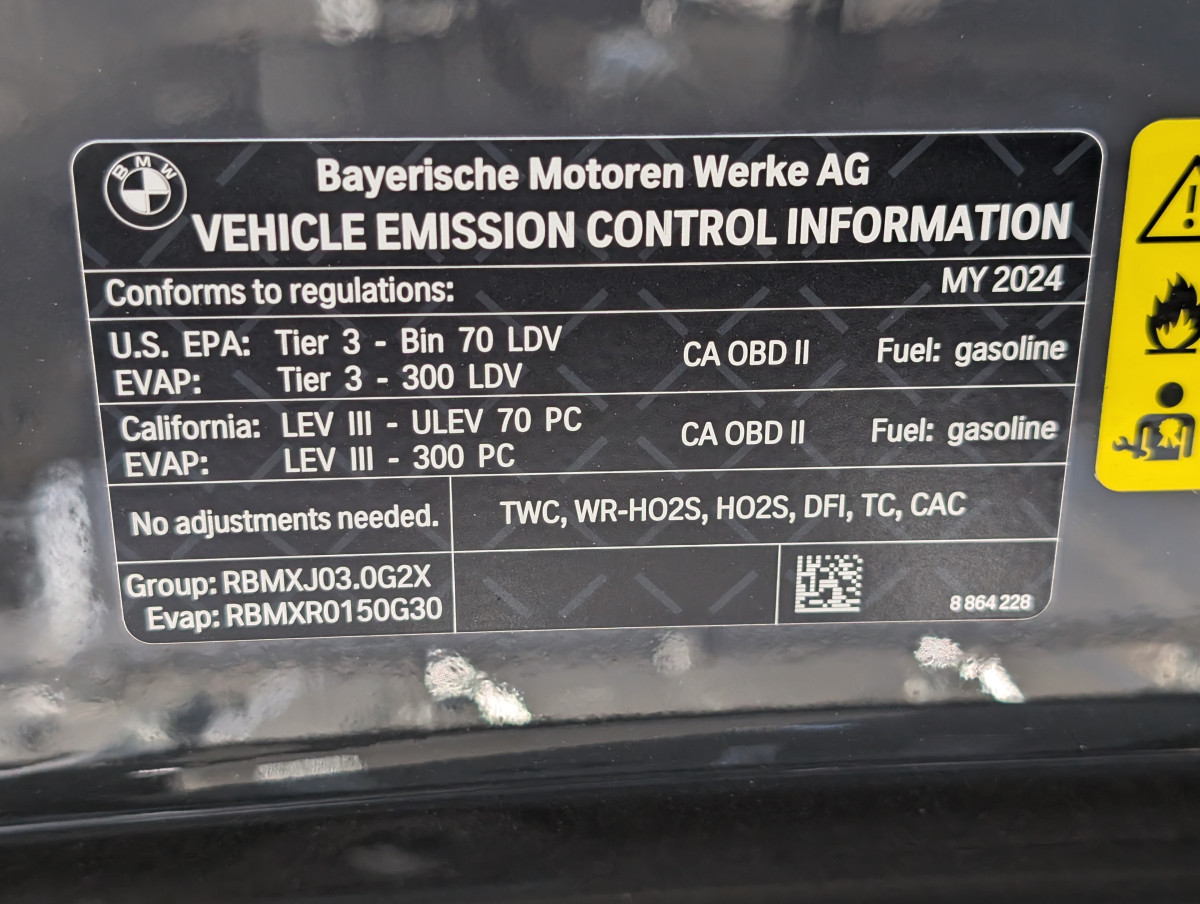 BMW
Bayerische Motoren Werke AG
VEHICLE EMISSION CONTROL INFORMATION
Conforms to regulations: MY 2024
U.S. EPA: Tier 3 - Bin 70 LDV CA OBD II Fuel: gasoline
EVAP: Tier 3 - 300 LDV
California: LEV III - ULEV 70 PC CA OBD II Fuel: gasoline
EVAP: LEV III - 300 PC
No adjustments needed. TWC, WR-HO2S, HO2S, DFI, TC, CAC
Group: RBMXJ03.0G2X
Evap: RBMXR0150G30
8 864 228